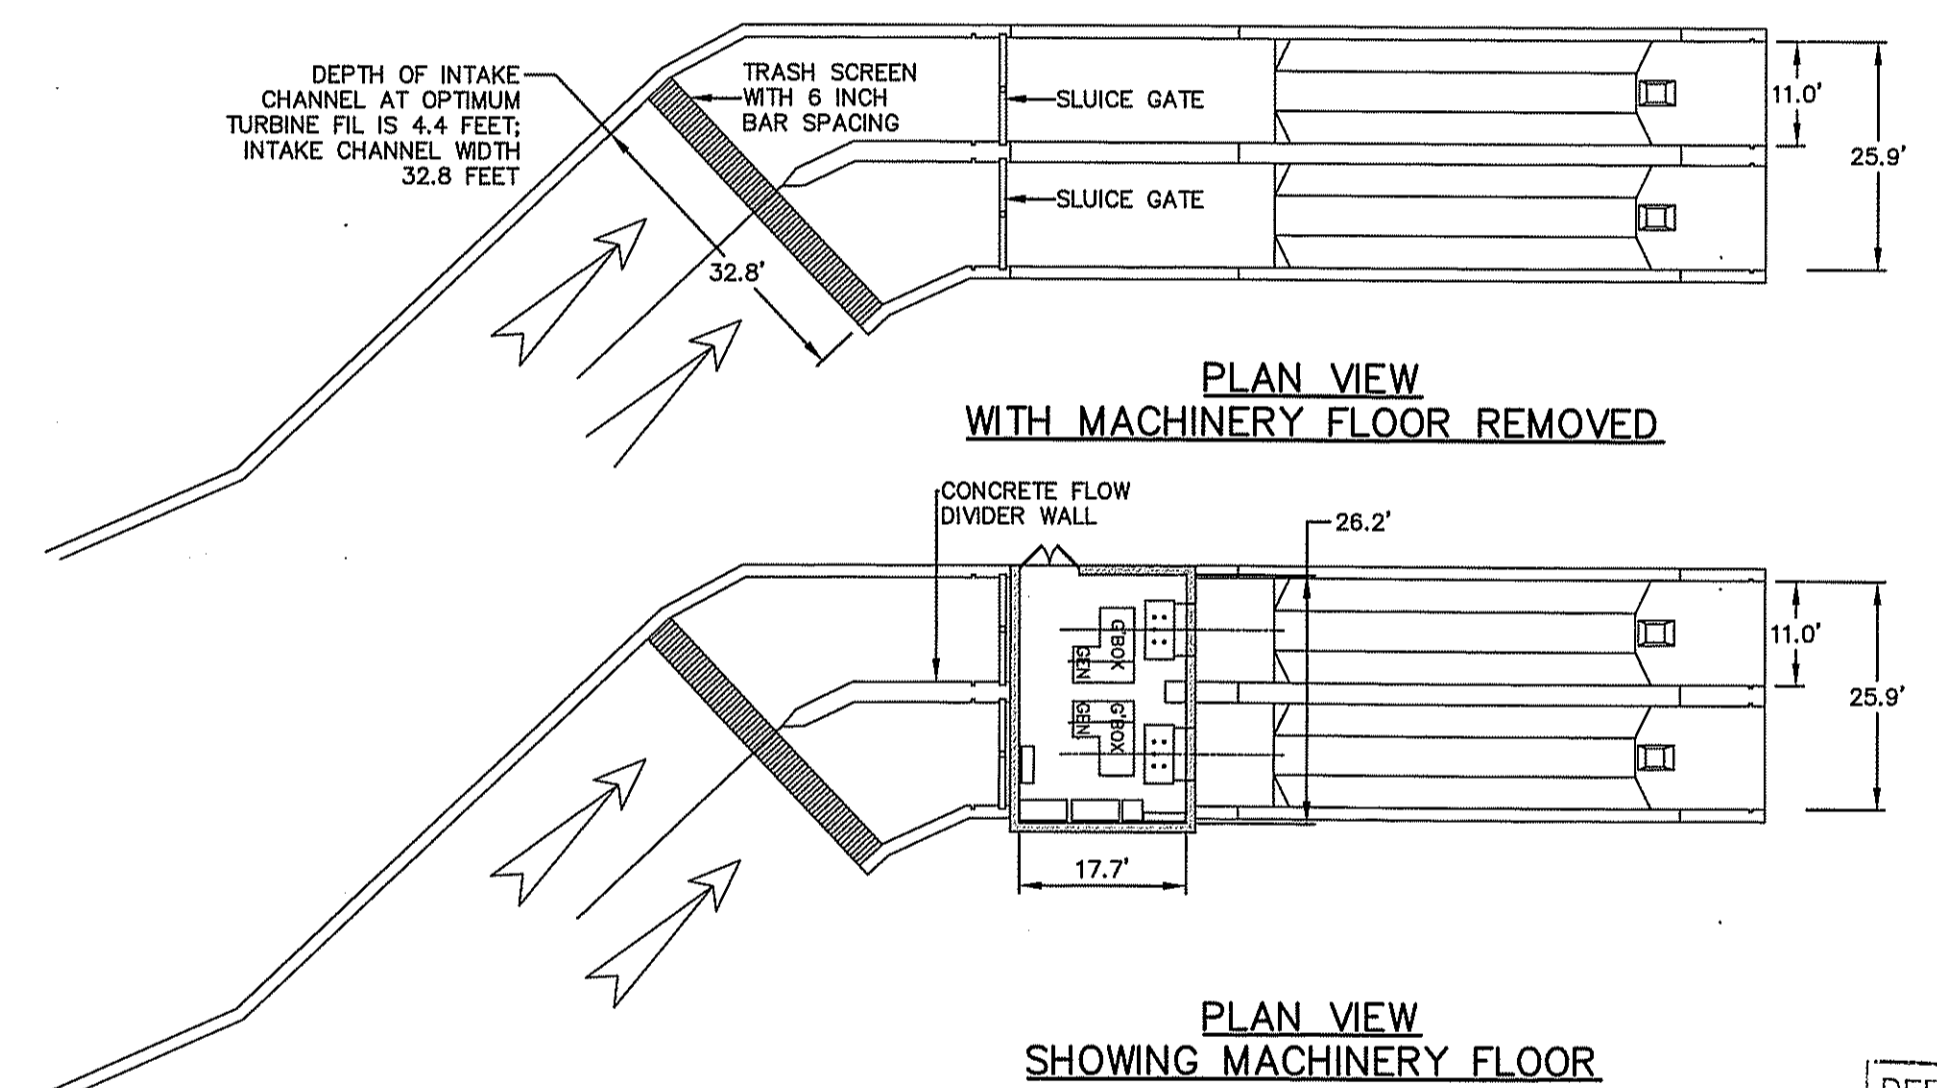 DEPTH OF INTAKE
CHANNEL AT OPTIMUM
TURBINE FIL IS 4.4 FEET;
INTAKE CHANNEL WIDTH
32.8 FEET
TRASH SCREEN
WITH 6 INCH
BAR SPACING
SLUICE GATE
SLUICE GATE
11.0'
25.9'
32.8'
PLAN VIEW
WITH MACHINERY FLOOR REMOVED
CONCRETE FLOW
DIVIDER WALL
26.2'
G'BOX
GEN
GEN
G'BOX
11.0'
25.9'
17.7'
PLAN VIEW
SHOWING MACHINERY FLOOR